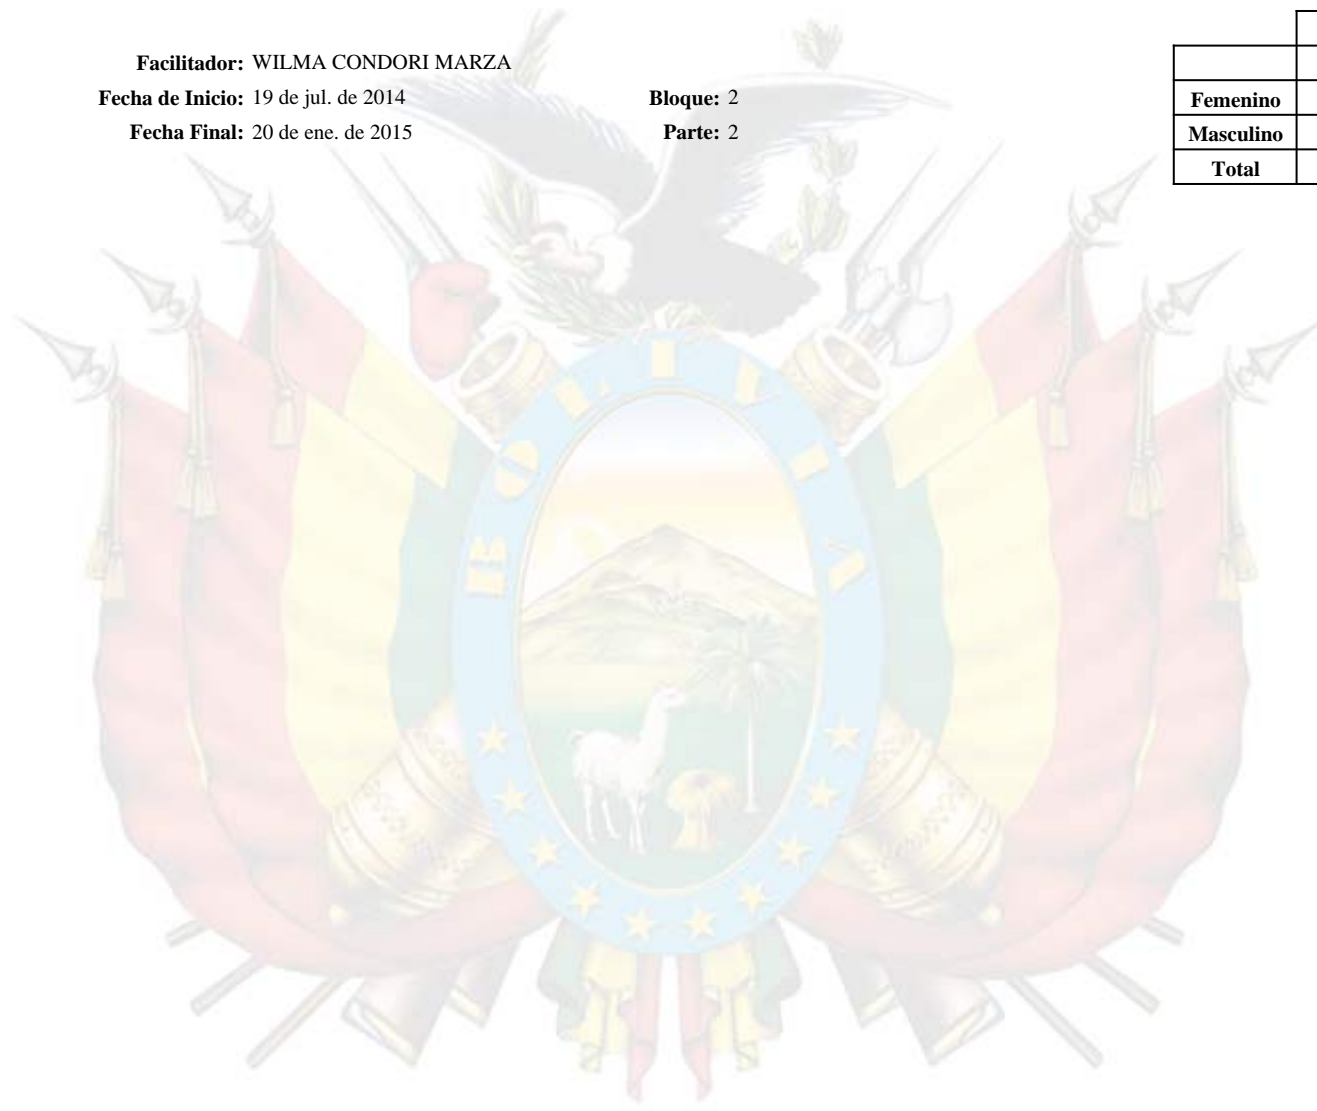 Facilitador: WILMA CONDORI MARZA
Fecha de Inicio: 19 de jul. de 2014 Bloque: 2
Fecha Final: 20 de ene. de 2015 Parte: 2
Femenino
Masculino
Total
BOLIVIA